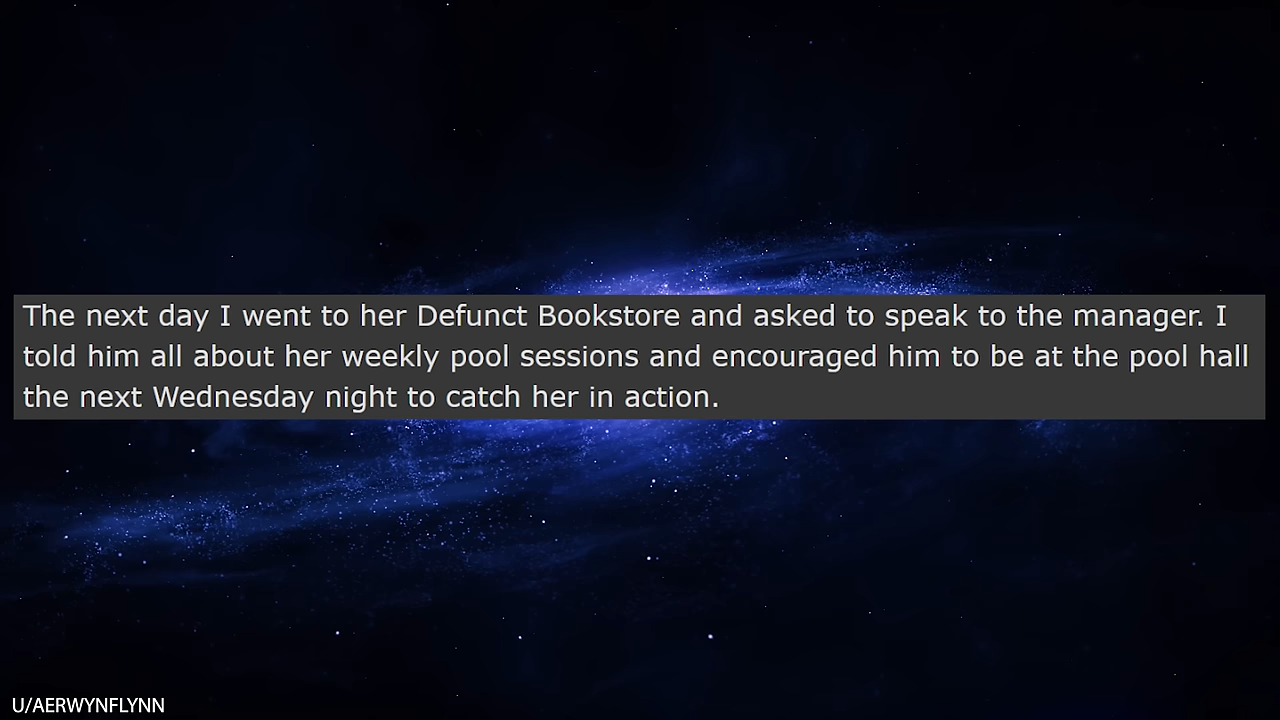 The next day I went to her Defunct Bookstore and asked to speak to the manager. I
told him all about her weekly pool sessions and encouraged him to be at the pool hall
the next Wednesday night to catch her in action.
U/AERWYNFLYNN